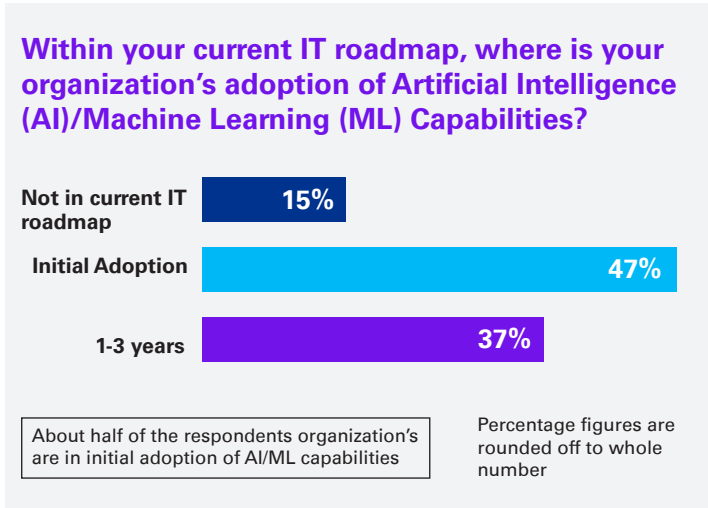 Within your current IT roadmap, where is your
organization’s adoption of Artificial Intelligence
(AI)/Machine Learning (ML) Capabilities?
Not in current IT
roadmap
15%
Initial Adoption
47%
1-3 years
37%
About half of the respondents organization’s
are in initial adoption of AI/ML capabilities
Percentage figures are
rounded off to whole
number